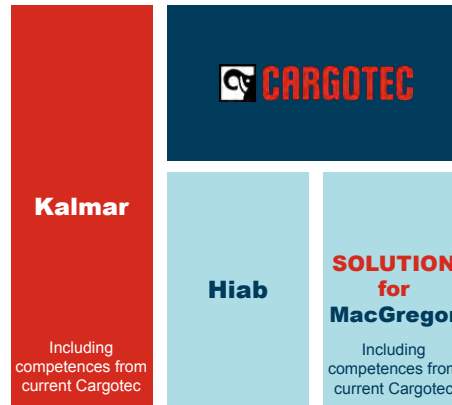 CARGOTEC
Kalmar
Including
competences from
current Cargotec
Hiab
SOLUTION
for
MacGregor
Including
competences from
current Cargotec